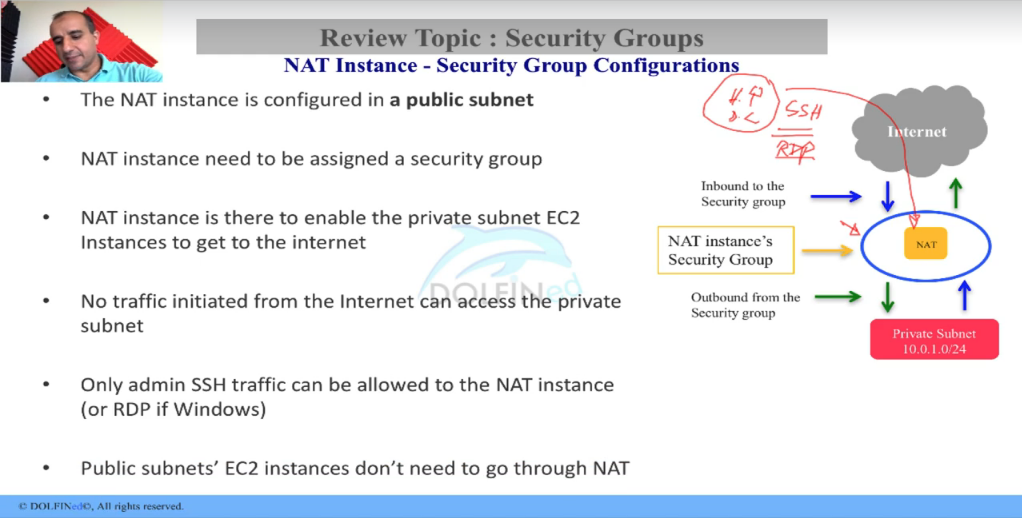 Review Topic : Security Groups
NAT Instance - Security Group Configurations
• The NAT instance is configured in a public subnet
• NAT instance need to be assigned a security group
• NAT instance is there to enable the private subnet EC2
Instances to get to the internet
• No traffic initiated from the Internet can access the private
subnet
• Only admin SSH traffic can be allowed to the NAT instance
(or RDP if Windows)
• Public subnets’ EC2 instances don’t need to go through NAT
SSH
RDP
Internet
Inbound to the
Security group
NAT instance's
Security Group
NAT
Outbound from the
Security group
Private Subnet
10.0.1.0/24
DOLFINed
© DOLFINed©, All rights reserved.